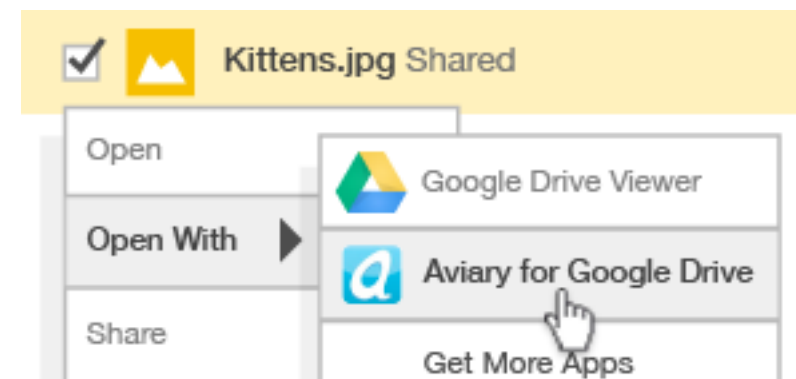 Kittens.jpg Shared
Open
Google Drive Viewer
Open With
Aviary for Google Drive
Share
Get More Apps